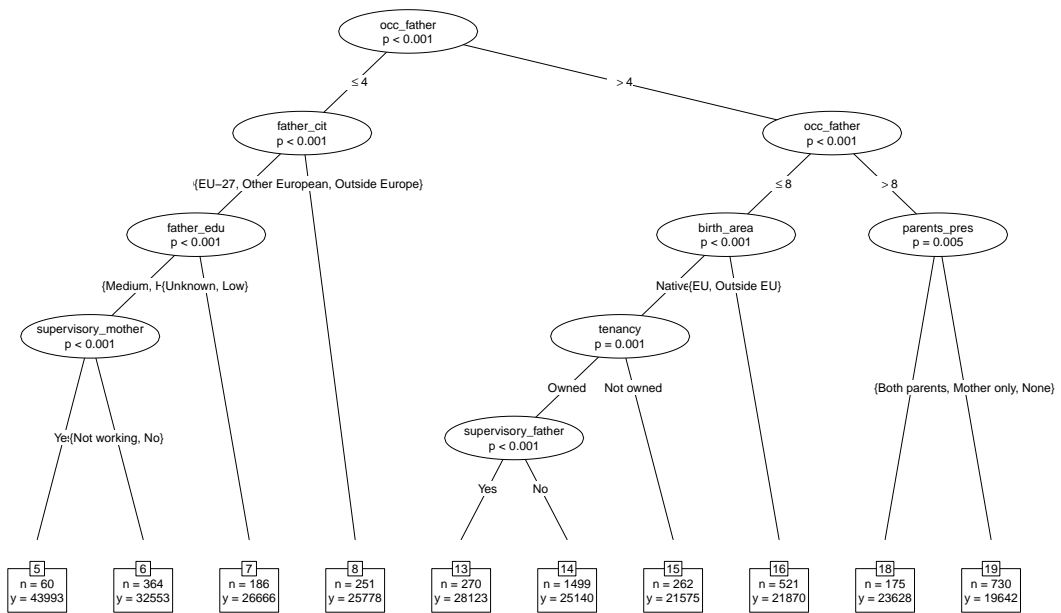 occ_father
p < 0.001
≤ 4
> 4
father_cit
p < 0.001
occ_father
p < 0.001
{EU−27, Other European, Outside Europe}
≤ 8
> 8
father_edu
p < 0.001
birth_area
p < 0.001
parents_pres
p = 0.005
{Medium, H
{Unknown, Low}
Native
{EU, Outside EU}
supervisory_mother
p < 0.001
tenancy
p = 0.001
Owned
Not owned
{Both parents, Mother only, None}
Yes
{Not working, No}
supervisory_father
p < 0.001
Yes
No
5
n = 60
y = 43993
6
n = 364
y = 32553
7
n = 186
y = 26666
8
n = 251
y = 25778
13
n = 270
y = 28123
14
n = 1499
y = 25140
15
n = 262
y = 21575
16
n = 521
y = 21870
18
n = 175
y = 23628
19
n = 730
y = 19642